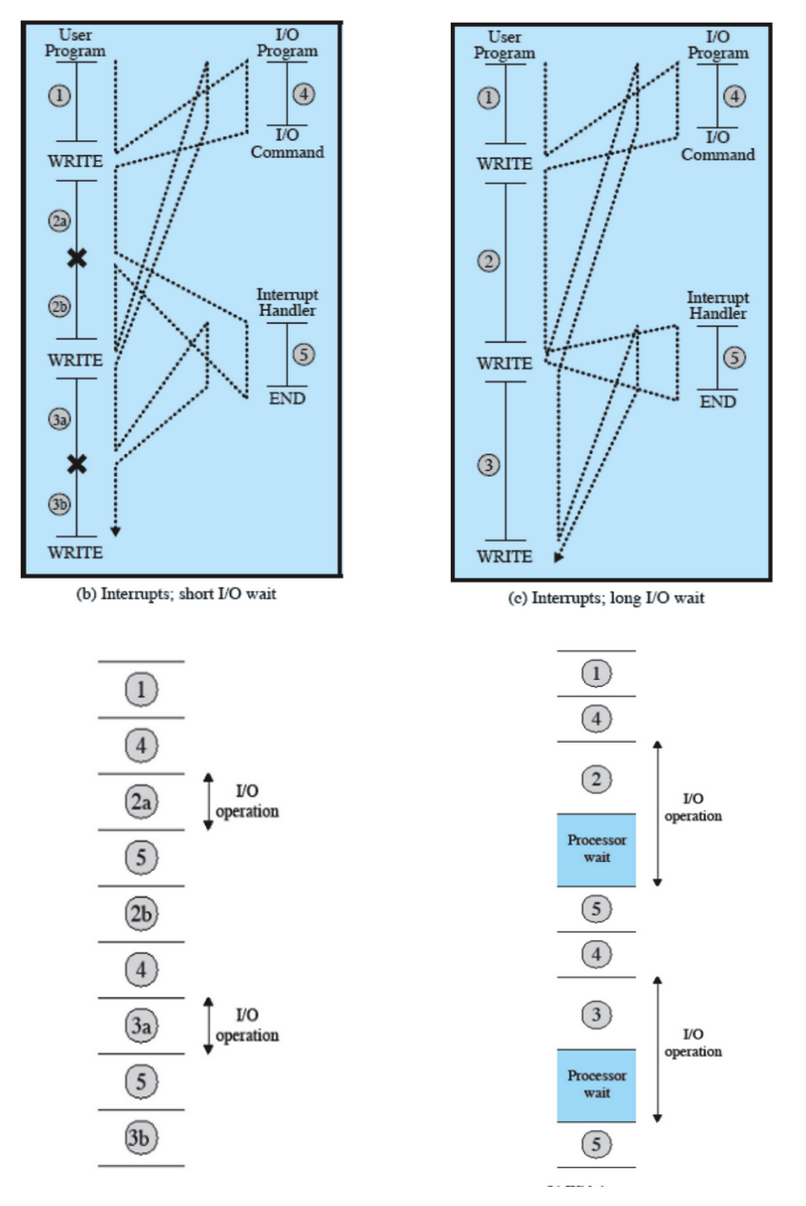 User
Program
I/O
Program
1
4
I/O
Command
WRITE
2a
2b
Interrupt
Handler
5
WRITE
END
3a
3b
WRITE
(b) Interrupts; short I/O wait
User
Program
I/O
Program
1
4
I/O
Command
WRITE
2
Interrupt
Handler
5
WRITE
END
3
WRITE
(c) Interrupts; long I/O wait
1
4
2a
I/O
operation
5
2b
4
3a
I/O
operation
5
3b
1
4
2
I/O
operation
Processor
wait
5
4
3
I/O
operation
Processor
wait
5